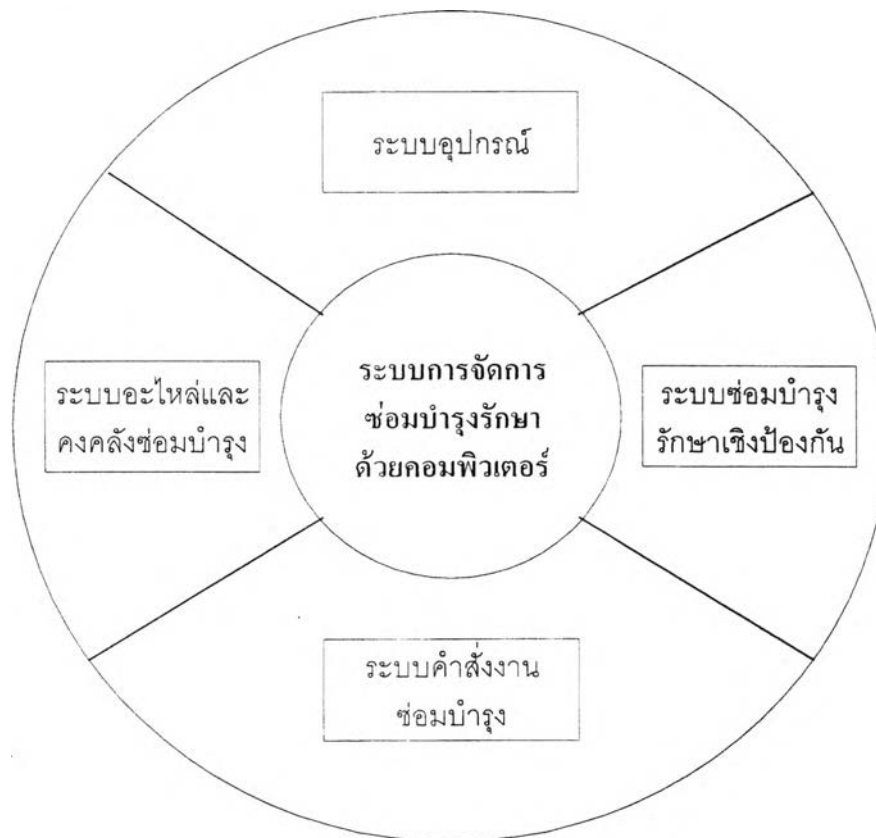 ระบบอุปกรณ์
ระบบอะไหล่และ
คงคลังซ่อมบำรุง
ระบบการจัดการ
ซ่อมบำรุงรักษา
ด้วยคอมพิวเตอร์
ระบบซ่อมบำรุง
รักษาเชิงป้องกัน
ระบบคำสั่งงาน
ซ่อมบำรุง